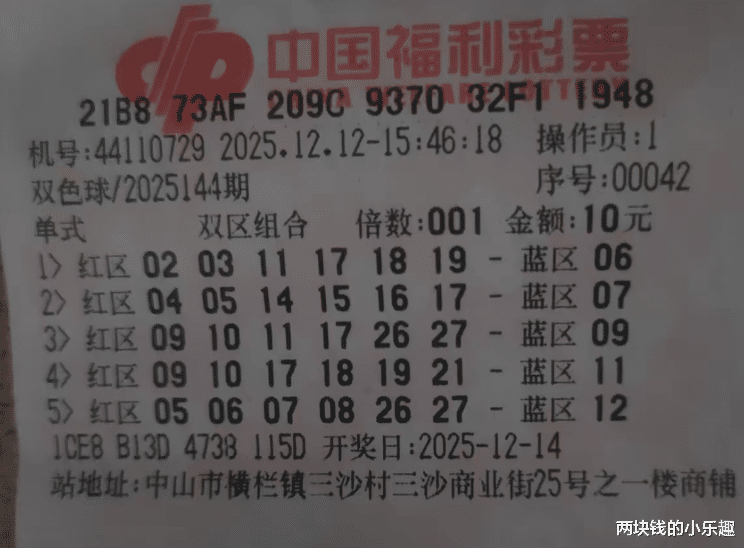 中国福利彩票
21B8 73AF 209C 9370 32F1 1948
机号:44110729 2025.12.12-15:46:18 操作员:1
双色球/2025144期 序号:00042
单式 双区组合 倍数:001 金额:10元
1> 红区 02 03 11 17 18 19 - 蓝区 06
2> 红区 04 05 14 15 16 17 - 蓝区 07
3> 红区 09 10 11 17 26 27 - 蓝区 09
4> 红区 09 10 17 18 19 21 - 蓝区 11
5> 红区 05 06 07 08 26 27 - 蓝区 12
1CE8 B13D 4738 115D 开奖日:2025-12-14
站地址:中山市横栏镇三沙村三沙商业街25号之一楼商铺
两块钱的小乐趣